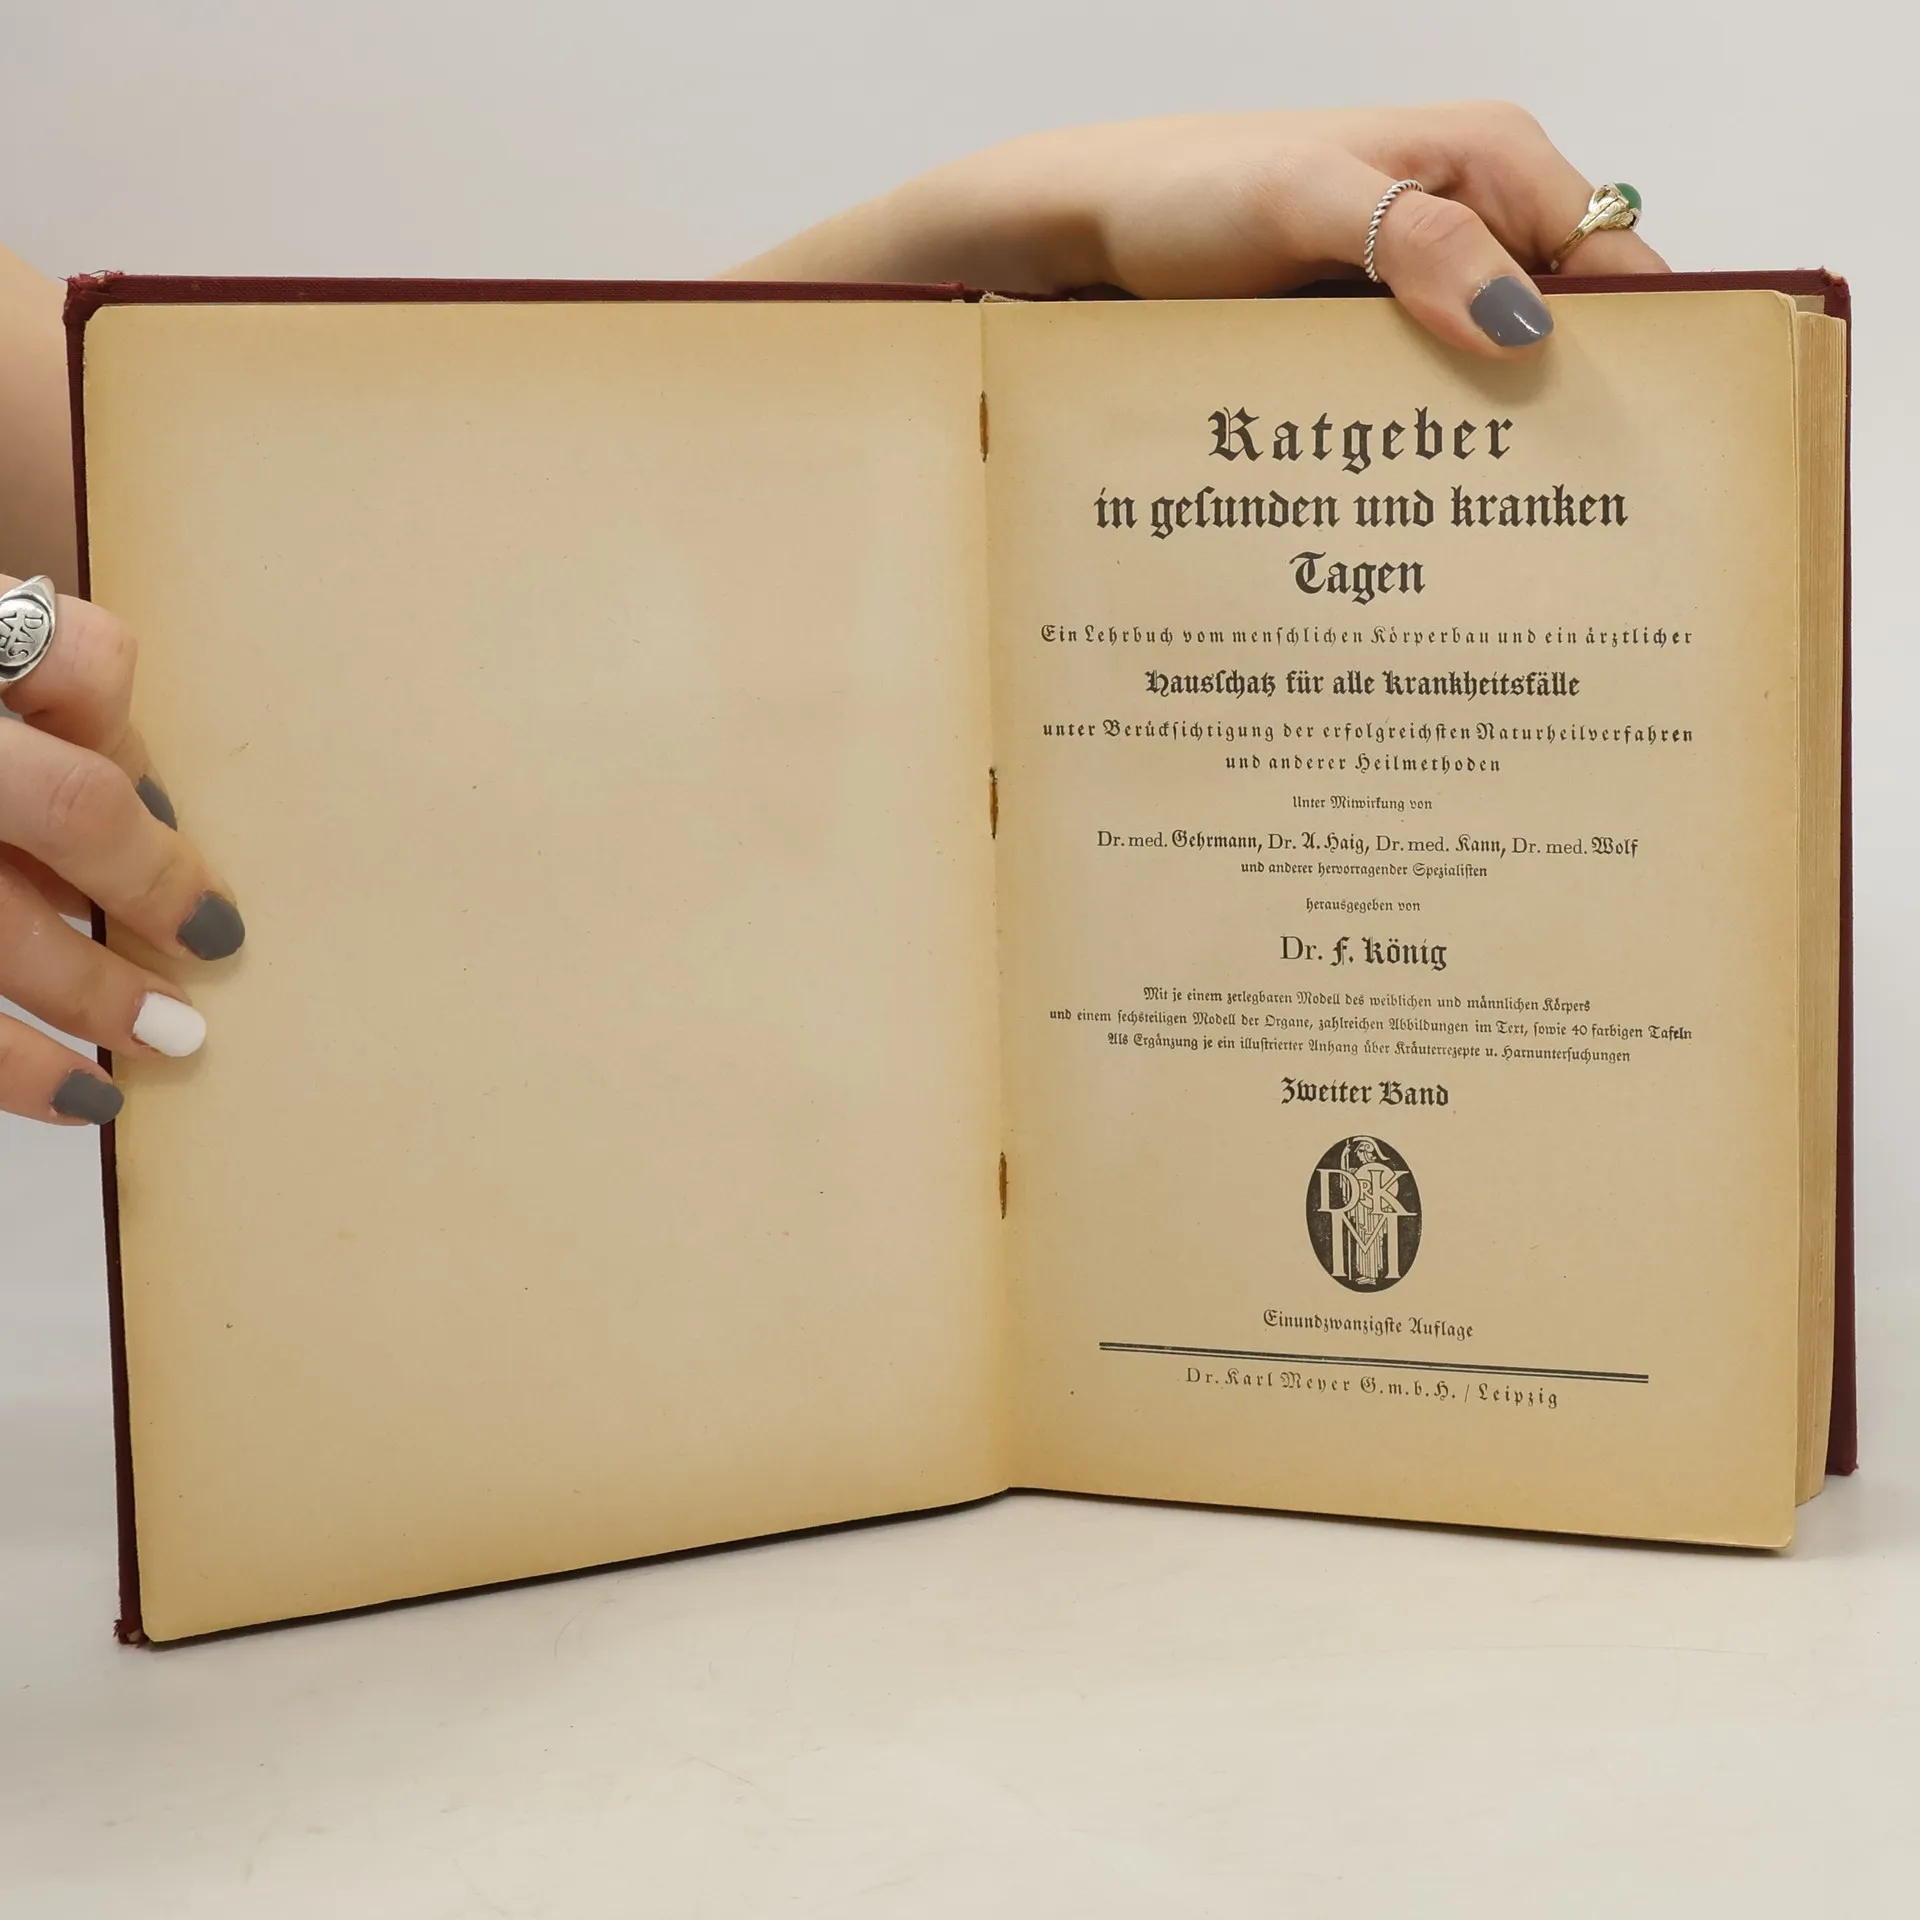 Ratgeber
in geſunden und kranken
Tagen
Ein Lehrbuch vom menſchlichen Körperbau und ein ärztlicher
Hausſchatz für alle Krankheitsfälle
unter Berückſichtigung der erfolgreichſten Naturheilverfahren
und anderer Heilmethoden
Unter Mitwirkung von
Dr. med. Gehrmann, Dr. A. Haig, Dr. med. Kann, Dr. med. Wolf
und anderer hervorragender Spezialiſten
herausgegeben von
Dr. F. König
Mit je einem zerlegbaren Modell des weiblichen und männlichen Körpers
und einem ſechsteiligen Modell der Organe, zahlreichen Abbildungen im Text, ſowie 40 farbigen Tafeln
Als Ergänzung je ein illuſtrierter Anhang über Kräuterrezepte u. Harnunterſuchungen
Zweiter Band
DRK
M
Einundzwanzigſte Auflage
Dr. Karl Meyer G.m.b.H. / Leipzig